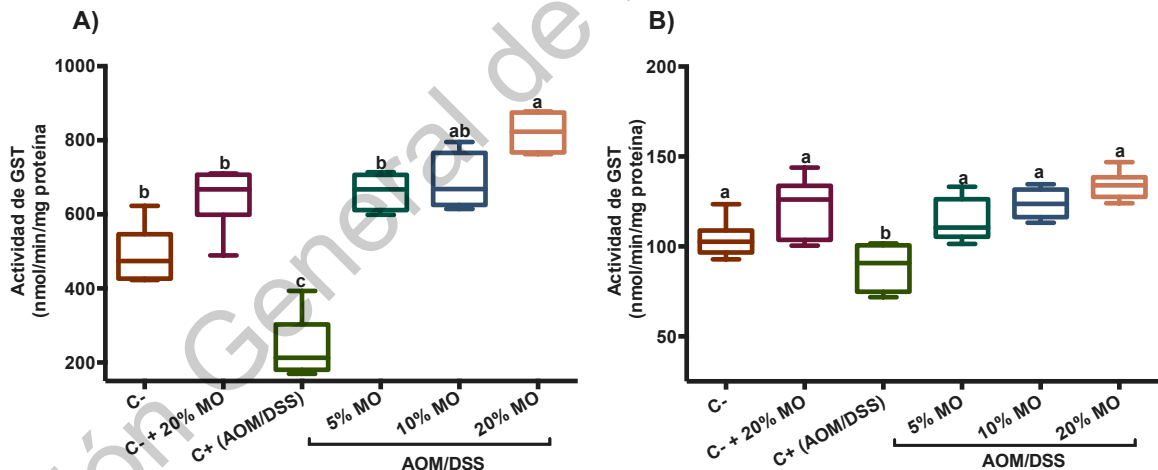 A)
Actividad de GST
(nmol/min/mg proteína
1000
800
600
400
200
b
b
c
b
ab
a
C-
C- + 20% MO
C+ (AOM/DSS)
5% MO
10% MO
20% MO
AOM/DSS
B)
Actividad de GST
(nmol/min/mg proteína)
200
150
100
50
a
a
b
a
a
a
C-
C- + 20% MO
C+ (AOM/DSS)
5% MO
10% MO
20% MO
AOM/DSS
General de